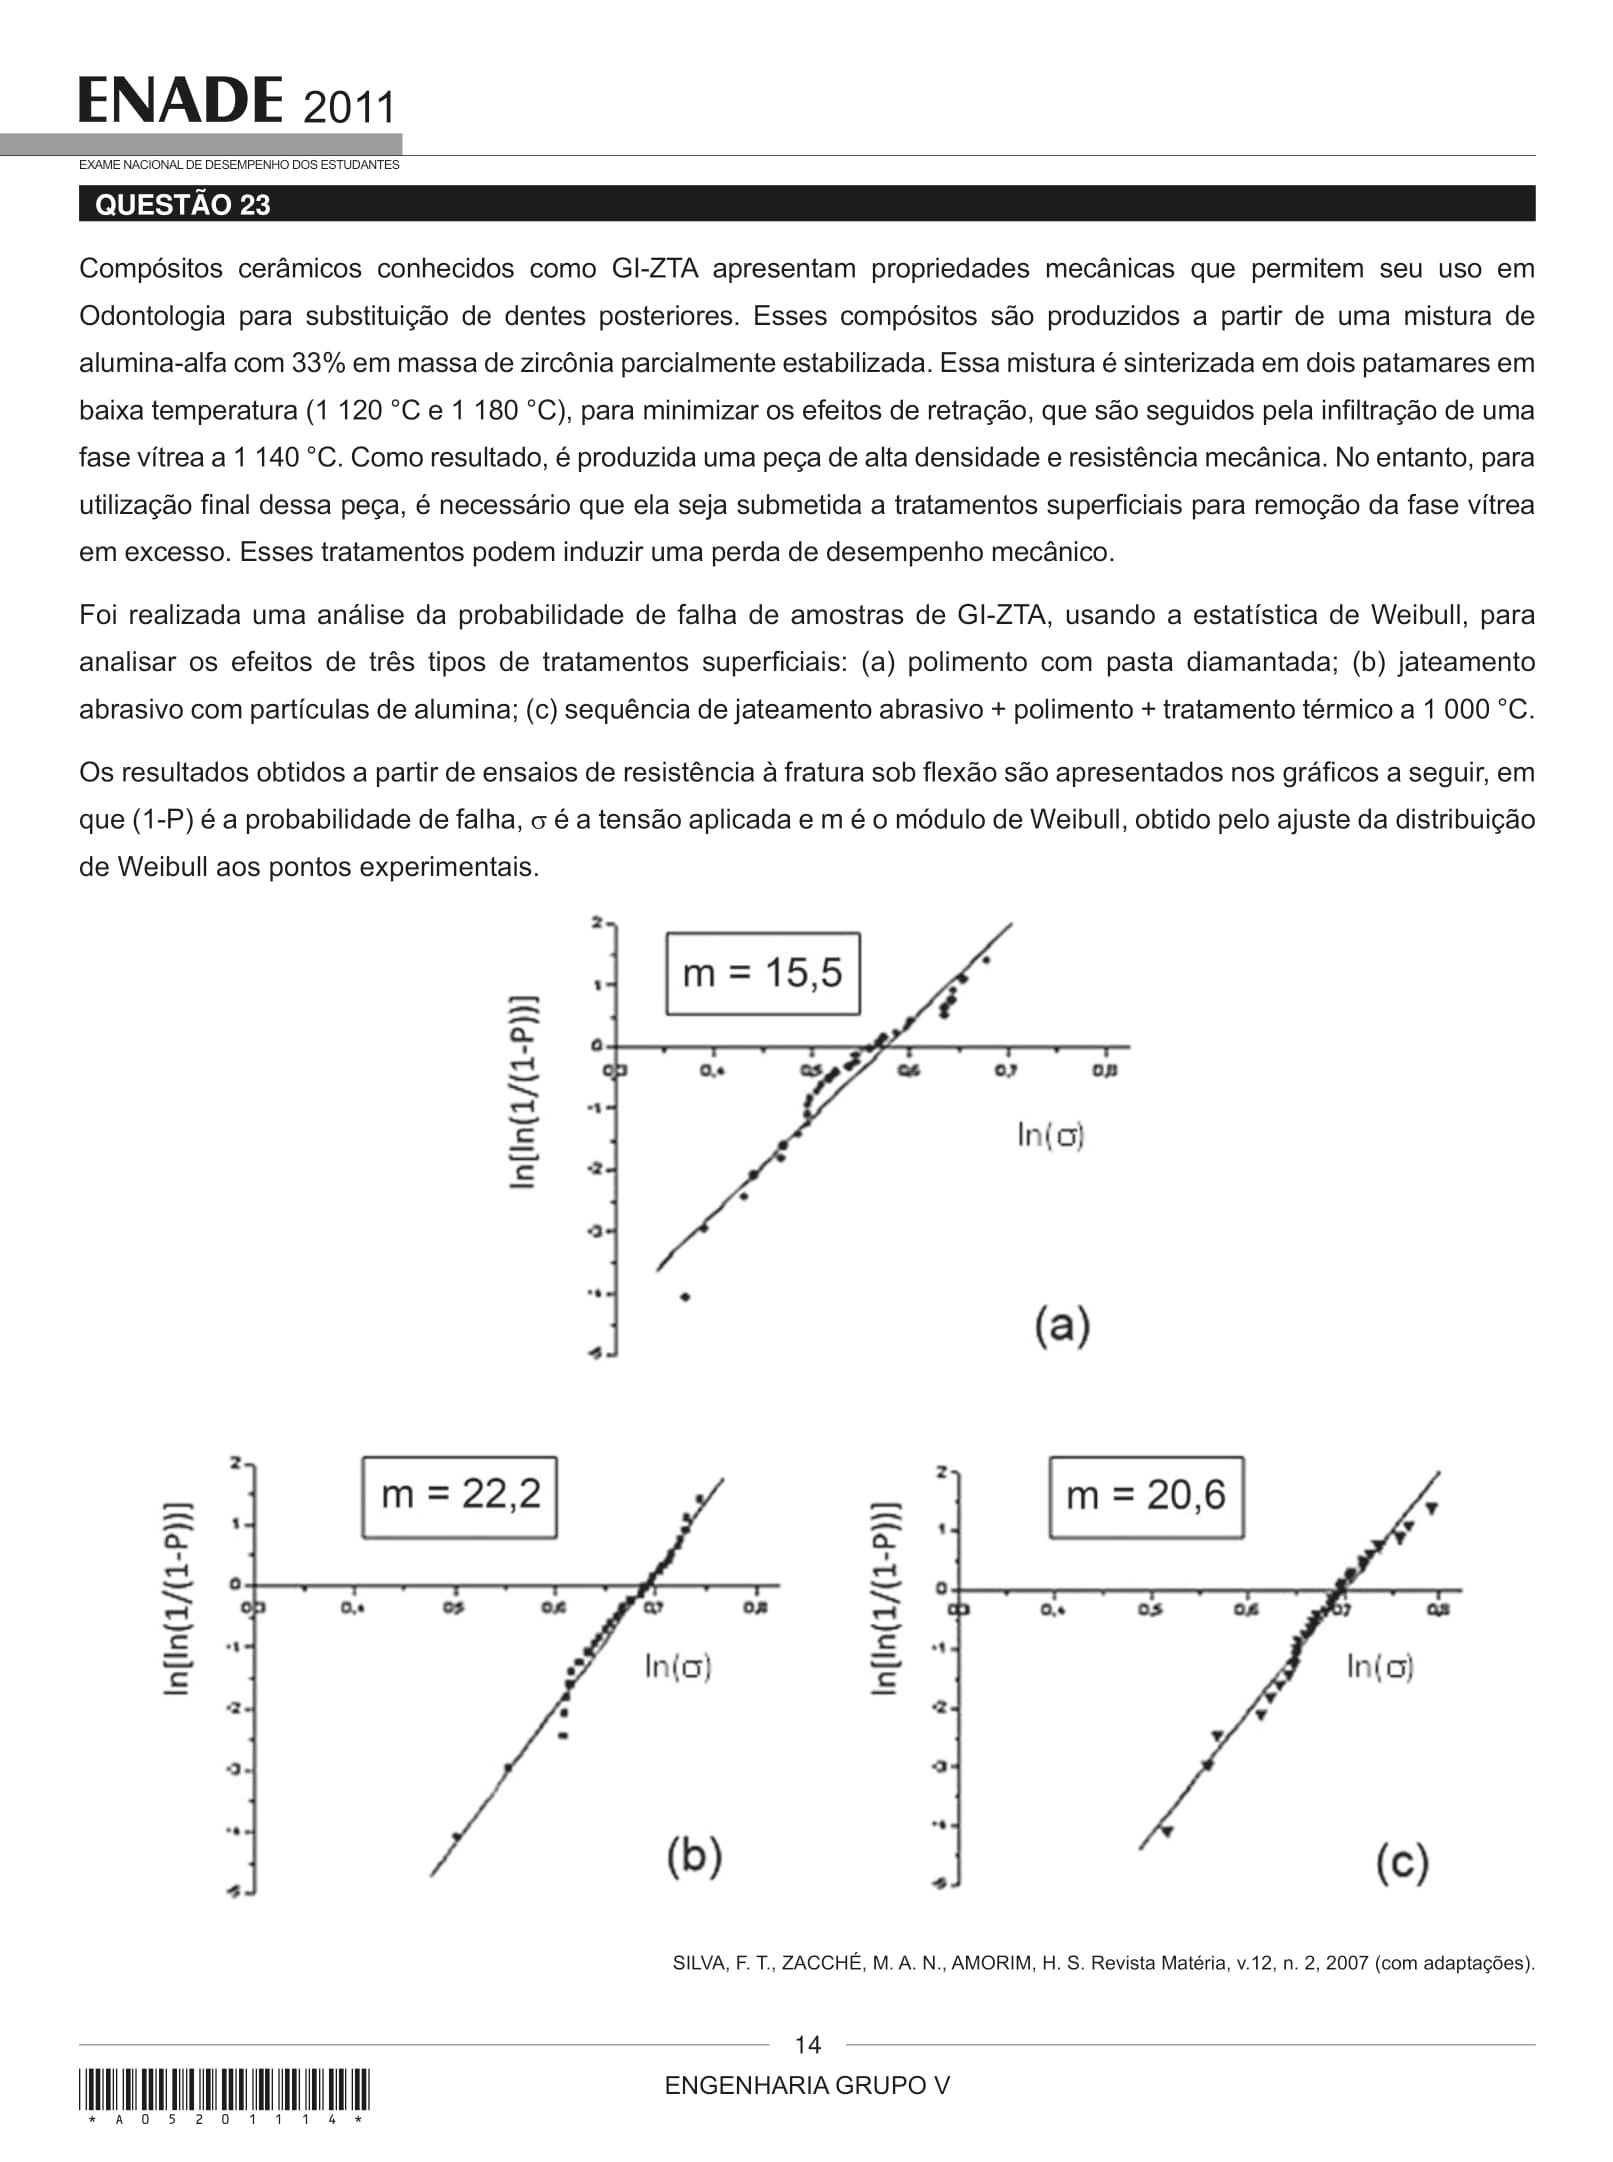 ENADE 2011
EXAME NACIONAL DE DESEMPENHO DOS ESTUDANTES
QUESTÃO 23
Compósitos cerâmicos conhecidos como GI-ZTA apresentam propriedades mecânicas que permitem seu uso em
Odontologia para substituição de dentes posteriores. Esses compósitos são produzidos a partir de uma mistura de
alumina-alfa com 33% em massa de zircônia parcialmente estabilizada. Essa mistura é sinterizada em dois patamares em
baixa temperatura (1 120 °C e 1 180 °C), para minimizar os efeitos de retração, que são seguidos pela infiltração de uma
fase vítrea a 1 140 °C. Como resultado, é produzida uma peça de alta densidade e resistência mecânica. No entanto, para
utilização final dessa peça, é necessário que ela seja submetida a tratamentos superficiais para remoção da fase vítrea
em excesso. Esses tratamentos podem induzir uma perda de desempenho mecânico.
Foi realizada uma análise da probabilidade de falha de amostras de GI-ZTA, usando a estatística de Weibull, para
analisar os efeitos de três tipos de tratamentos superficiais: (a) polimento com pasta diamantada; (b) jateamento
abrasivo com partículas de alumina; (c) sequência de jateamento abrasivo + polimento + tratamento térmico a 1 000 °C.
Os resultados obtidos a partir de ensaios de resistência à fratura sob flexão são apresentados nos gráficos a seguir, em
que (1-P) é a probabilidade de falha, σ é a tensão aplicada e m é o módulo de Weibull, obtido pelo ajuste da distribuição
de Weibull aos pontos experimentais.
m = 15,5
ln[ln(1/(1-P))]
2
1
0
-1
-2
-3
-4
-5
0,3 0,4 0,5 0,6 0,7 0,8
ln(σ)
(a)
m = 22,2
ln[ln(1/(1-P))]
2
1
0
-1
-2
-3
-4
-5
0,3 0,4 0,5 0,6 0,7 0,8
ln(σ)
(b)
m = 20,6
ln[ln(1/(1-P))]
2
1
0
-1
-2
-3
-4
-5
0,3 0,4 0,5 0,6 0,7 0,8
ln(σ)
(c)
SILVA, F. T., ZACCHÉ, M. A. N., AMORIM, H. S. Revista Matéria, v.12, n. 2, 2007 (com adaptações).
14
ENGENHARIA GRUPO V
* A 0 5 2 0 1 1 1 4 *